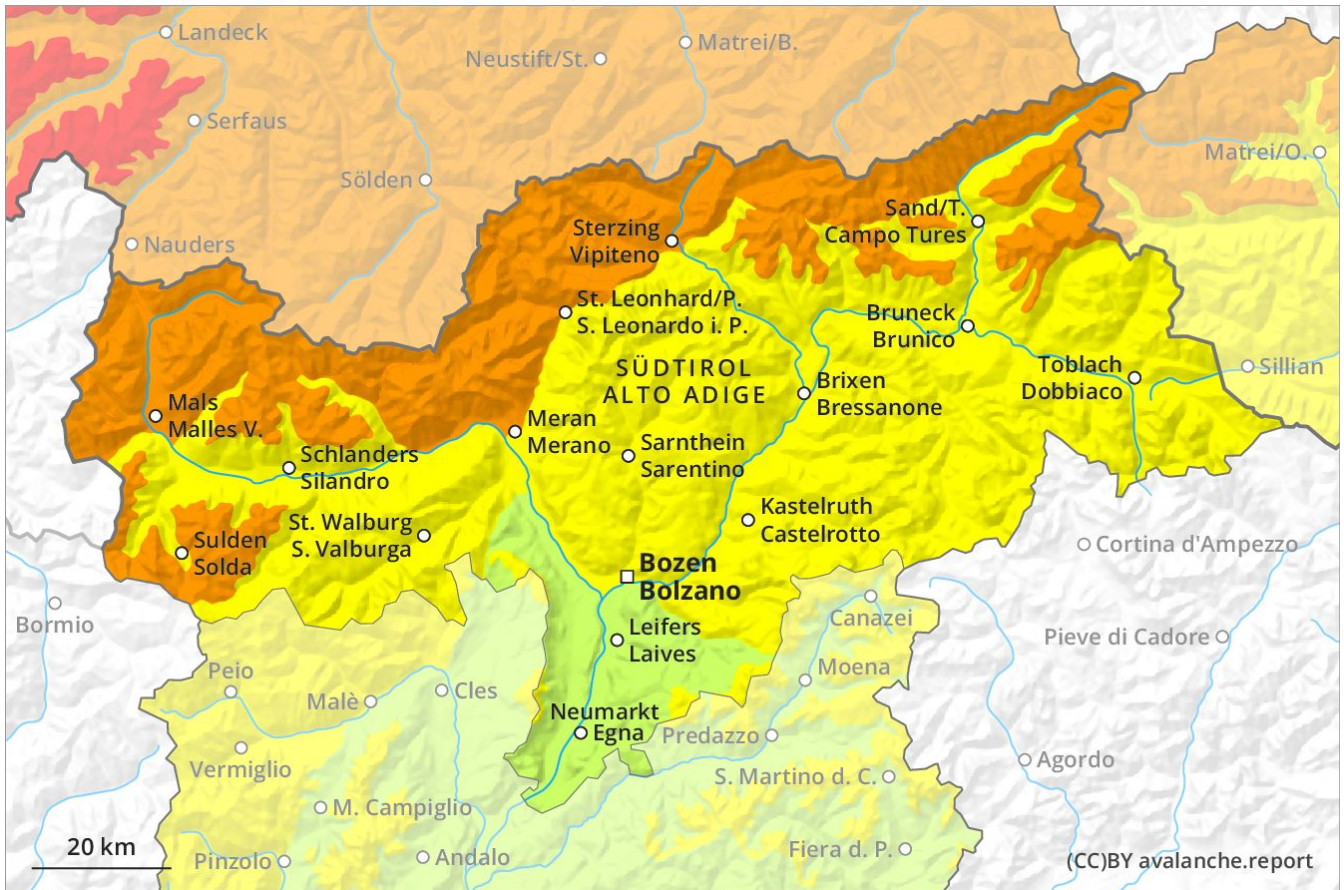 Landeck
Matrei/B.
Neustift/St.
Serfaus
Matrei/O.
Sölden
Sand/T.
Campo Tures
Sterzing
Vipiteno
Nauders
St. Leonhard/P.
S. Leonardo i. P.
Bruneck
Brunico
SÜDTIROL
ALTO ADIGE
Toblach
Dobbiaco
Sillian
Brixen
Bressanone
Mals
Malles V.
Meran
Merano
Sarnthein
Sarentino
Schlanders
Silandro
Kastelruth
Castelrotto
St. Walburg
S. Valburga
Sulden
Solda
Cortina d'Ampezzo
Bozen
Bolzano
Bormio
Canazei
Leifers
Laives
Pieve di Cadore
Peio
Moena
Malè
Cles
Neumarkt
Egna
Predazzo
Vermiglio
Agordo
S. Martino d. C.
M. Campiglio
20 km
Pinzolo
Andalo
Fiera d. P.
(CC)BY avalanche.report